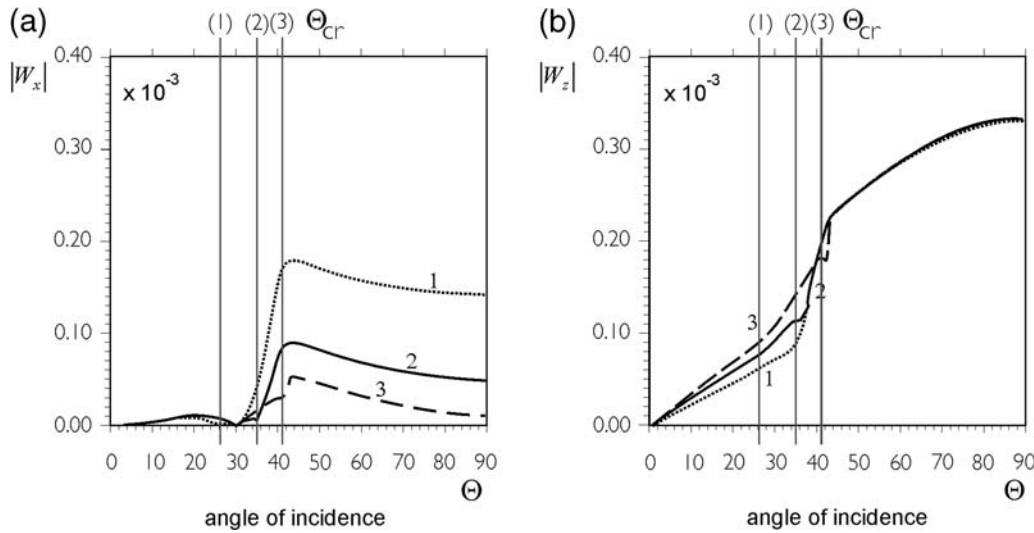 (a)
(1) (2)(3) Θcr
0.40
|Wx|
x 10⁻³
0.30
0.20
1
0.10
2
3
0.00
0 10 20 30 40 50 60 70 80 90
Θ
angle of incidence
(b)
(1) (2)(3) Θcr
0.40
|Wz|
x 10⁻³
0.30
0.20
2
0.10
3
1
0.00
0 10 20 30 40 50 60 70 80 90
Θ
angle of incidence